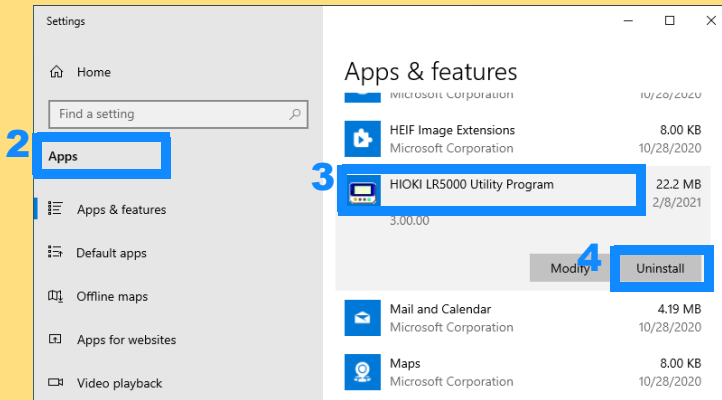 Settings
Home
Find a setting
2
Apps
Apps & features
Default apps
Offline maps
Apps for websites
Video playback
Apps & features
Microsoft Corporation 10/28/2020
HEIF Image Extensions 8.00 KB
Microsoft Corporation 10/28/2020
3
HIOKI LR5000 Utility Program 22.2 MB
2/8/2021
3.00.00
4
Modify Uninstall
Mail and Calendar 4.19 MB
Microsoft Corporation 10/28/2020
Maps 8.00 KB
Microsoft Corporation 10/28/2020